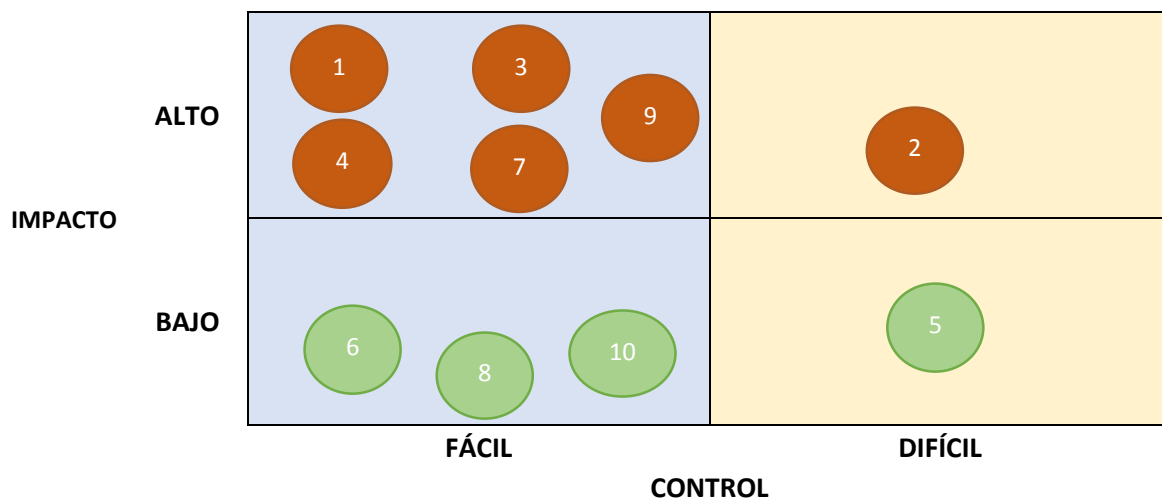 1 3
9
ALTO
2
4 7
IMPACTO
BAJO
6 8 10
5
FÁCIL DIFÍCIL
CONTROL